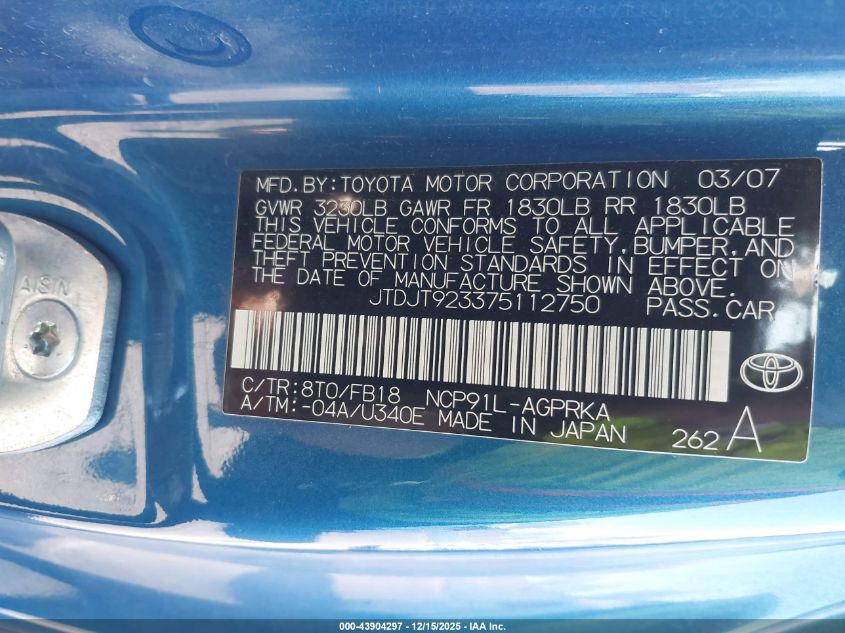 MFD.BY:TOYOTA MOTOR CORPORATION 03/07
GVWR 3230LB GAWR FR 1830LB RR 1830LB
THIS VEHICLE CONFORMS TO ALL APPLICABLE
FEDERAL MOTOR VEHICLE SAFETY,BUMPER,AND
THEFT PREVENTION STANDARDS IN EFFECT ON
THE DATE OF MANUFACTURE SHOWN ABOVE.
JTDJT923375112750 PASS.CAR
C/TR:8T0/FB18 NCP91L-AGPRKA
A/TM:-04A/U340E MADE IN JAPAN 262 A
AISIN
000-43904297 - 12/15/2025 - IAA Inc.